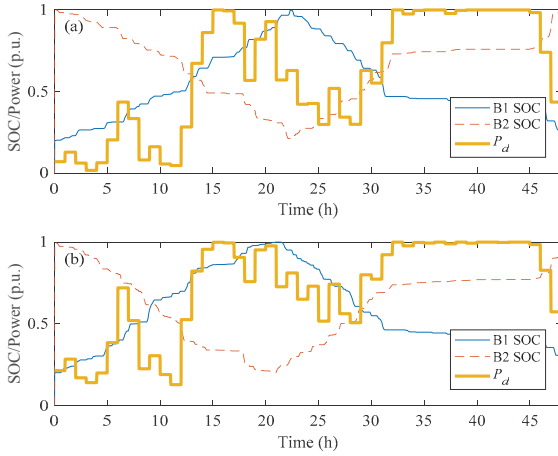 (a)
SOC/Power (p.u.)
1
0.5
0
B1 SOC
B2 SOC
P_d
0 5 10 15 20 25 30 35 40 45
Time (h)
(b)
SOC/Power (p.u.)
1
0.5
0
B1 SOC
B2 SOC
P_d
0 5 10 15 20 25 30 35 40 45
Time (h)